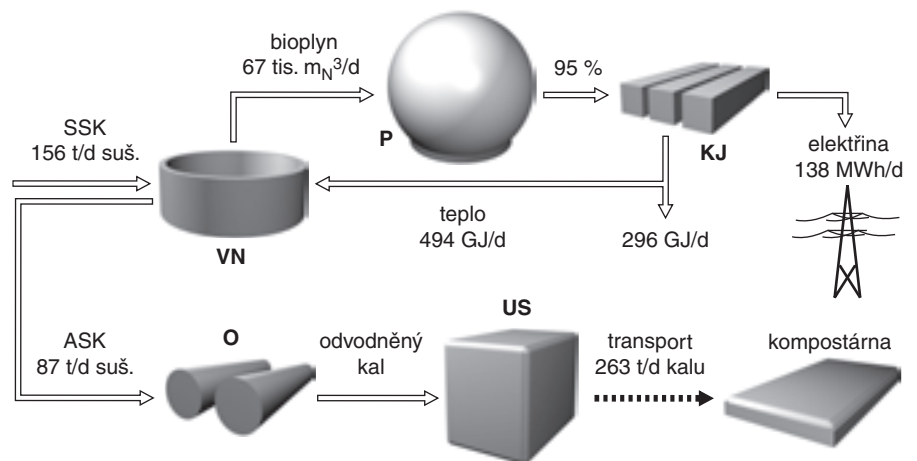 bioplyn
67 tis. m_N³/d
95 %
P
KJ
SSK
156 t/d suš.
elektřina
138 MWh/d
VN
teplo
494 GJ/d
296 GJ/d
ASK
87 t/d suš.
O
odvodněný
kal
US
transport
263 t/d kalu
kompostárna